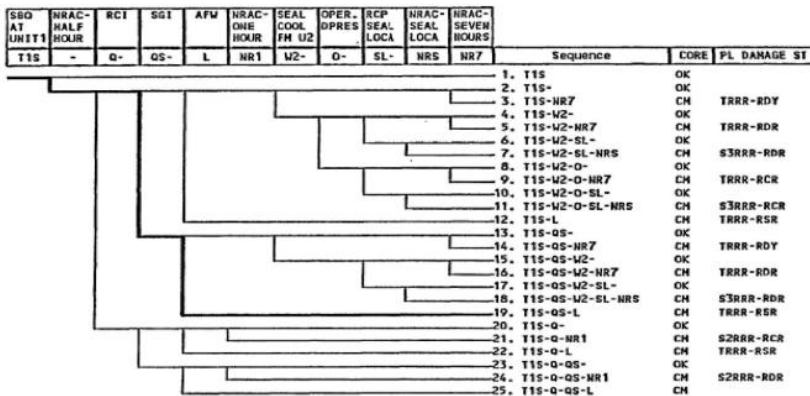 SBO AT UNIT1 NRAC-HALF HOUR RCI SGI AFW NRAC-ONE HOUR SEAL COOL FM U2 OPER. DPRES RCP SEAL LOCA NRAC-SEAL LOCA NRAC-SEVEN HOURS
T1S - Q- QS- L NR1 W2- O- SL- NRS NR7 Sequence CORE PL DAMAGE ST
1. T1S OK
2. T1S- OK
3. T1S-NR7 CM TRRR-RDY
4. T1S-W2- OK
5. T1S-W2-NR7 CM TRRR-RDR
6. T1S-W2-SL- OK
7. T1S-W2-SL-NRS CM S3RRR-RDR
8. T1S-W2-O- OK
9. T1S-W2-O-NR7 CM TRRR-RCR
10. T1S-W2-O-SL- OK
11. T1S-W2-O-SL-NRS CM S3RRR-RCR
12. T1S-L CM TRRR-RSR
13. T1S-QS- OK
14. T1S-QS-NR7 CM TRRR-RDY
15. T1S-QS-W2- OK
16. T1S-QS-W2-NR7 CM TRRR-RDR
17. T1S-QS-W2-SL- OK
18. T1S-QS-W2-SL-NRS CM S3RRR-RDR
19. T1S-QS-L CM TRRR-RSR
20. T1S-Q- OK
21. T1S-Q-NR1 CM S2RRR-RCR
22. T1S-Q-L CM TRRR-RSR
23. T1S-Q-QS- OK
24. T1S-Q-QS-NR1 CM S2RRR-RDR
25. T1S-Q-QS-L CM